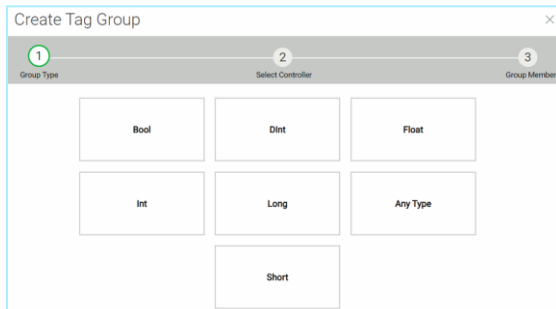 Create Tag Group
1 2 3
Group Type Select Controller Group Member
Bool DInt Float
Int Long Any Type
Short